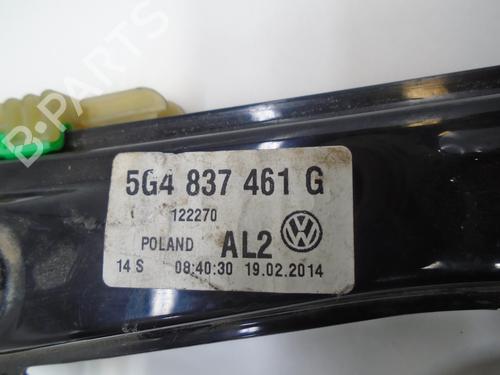 B-PARTS
5G4 837 461 G
122270
POLAND AL2
14 S 08:40:30 19.02.2014